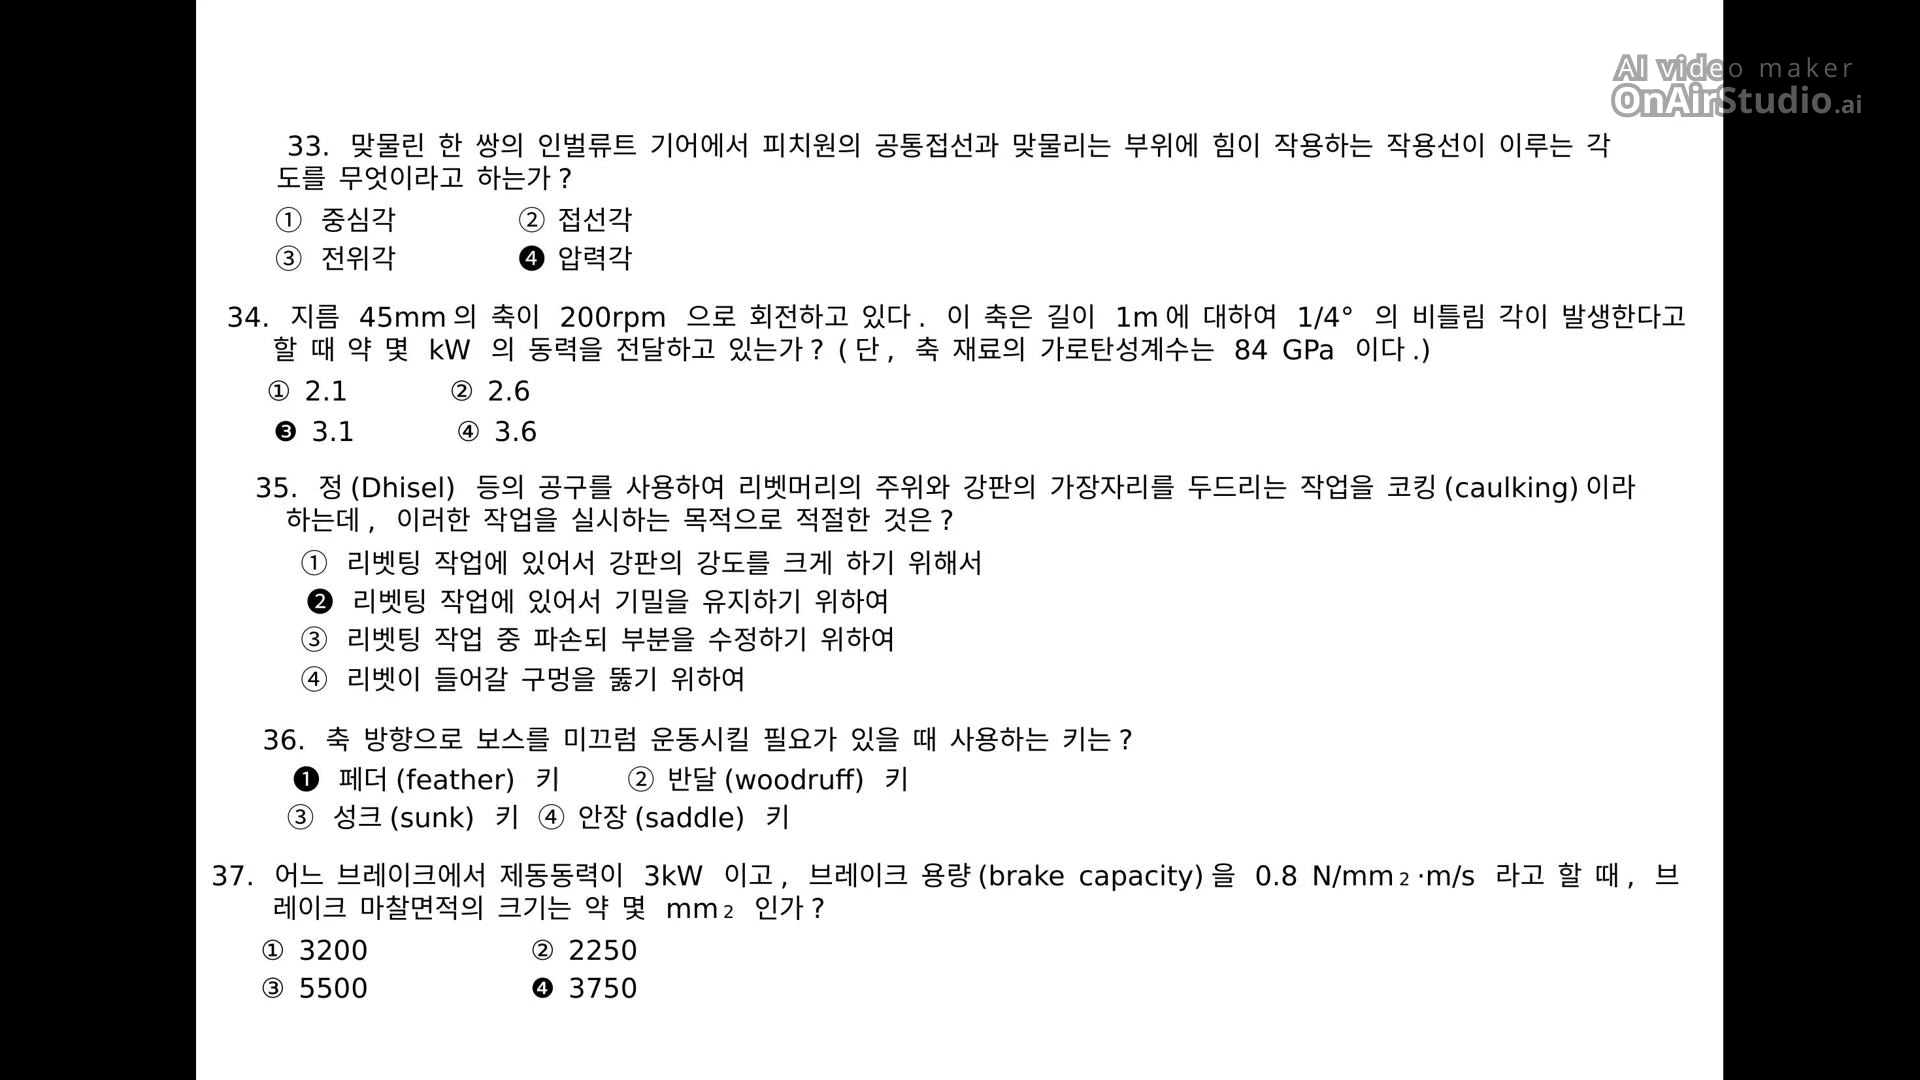 AI video maker
OnAirStudio.ai
33. 맞물린 한 쌍의 인벌류트 기어에서 피치원의 공통접선과 맞물리는 부위에 힘이 작용하는 작용선이 이루는 각
도를 무엇이라고 하는가?
① 중심각 ② 접선각
③ 전위각 ❹ 압력각
34. 지름 45mm의 축이 200rpm 으로 회전하고 있다. 이 축은 길이 1m에 대하여 1/4° 의 비틀림 각이 발생한다고
할 때 약 몇 kW 의 동력을 전달하고 있는가? (단, 축 재료의 가로탄성계수는 84 GPa 이다.)
① 2.1 ② 2.6
❸ 3.1 ④ 3.6
35. 정(Dhisel) 등의 공구를 사용하여 리벳머리의 주위와 강판의 가장자리를 두드리는 작업을 코킹(caulking)이라
하는데, 이러한 작업을 실시하는 목적으로 적절한 것은?
① 리벳팅 작업에 있어서 강판의 강도를 크게 하기 위해서
❷ 리벳팅 작업에 있어서 기밀을 유지하기 위하여
③ 리벳팅 작업 중 파손되 부분을 수정하기 위하여
④ 리벳이 들어갈 구멍을 뚫기 위하여
36. 축 방향으로 보스를 미끄럼 운동시킬 필요가 있을 때 사용하는 키는?
❶ 페더(feather) 키 ② 반달(woodruff) 키
③ 성크(sunk) 키 ④ 안장(saddle) 키
37. 어느 브레이크에서 제동동력이 3kW 이고, 브레이크 용량(brake capacity)을 0.8 N/mm2·m/s 라고 할 때, 브
레이크 마찰면적의 크기는 약 몇 mm2 인가?
① 3200 ② 2250
③ 5500 ❹ 3750